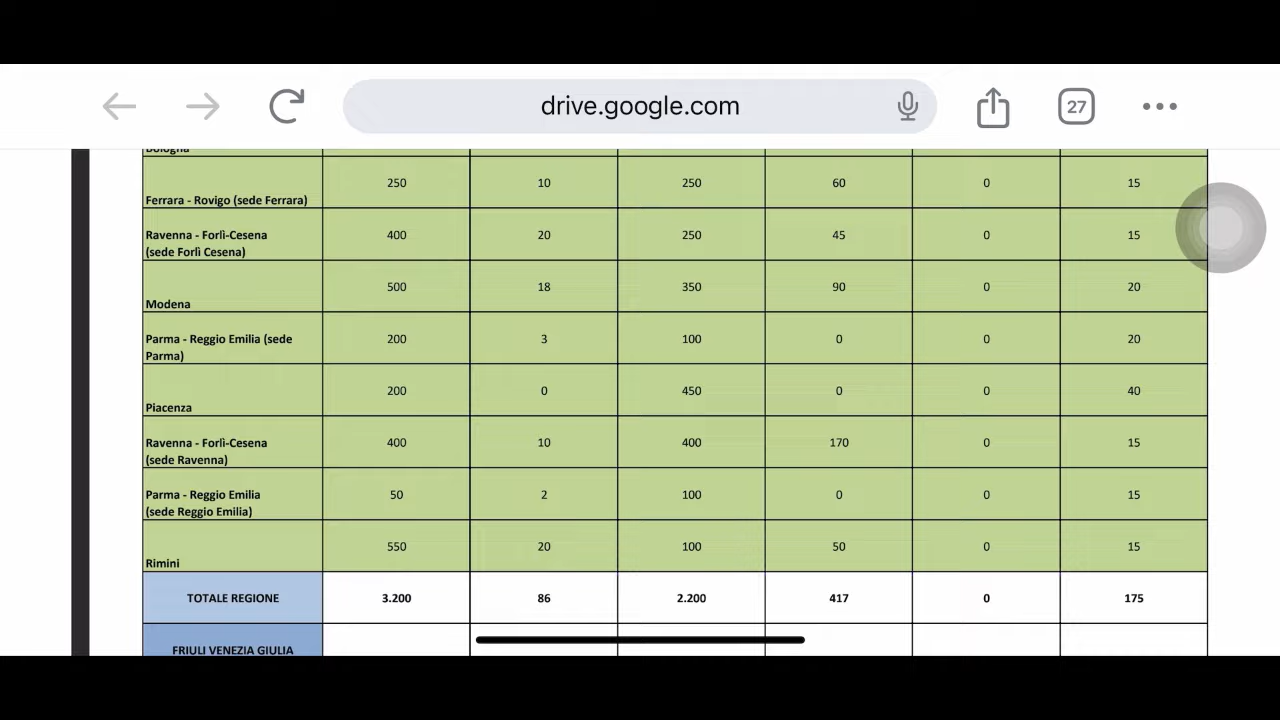 drive.google.com
27
Bologna
250 10 250 60 0 15
Ferrara - Rovigo (sede Ferrara)
Ravenna - Forlì-Cesena
400 20 250 45 0 15
(sede Forlì Cesena)
500 18 350 90 0 20
Modena
Parma - Reggio Emilia (sede
200 3 100 0 0 20
Parma)
200 0 450 0 0 40
Piacenza
Ravenna - Forlì-Cesena
400 10 400 170 0 15
(sede Ravenna)
Parma - Reggio Emilia
50 2 100 0 0 15
(sede Reggio Emilia)
550 20 100 50 0 15
Rimini
TOTALE REGIONE 3.200 86 2.200 417 0 175
FRIULI VENEZIA GIULIA